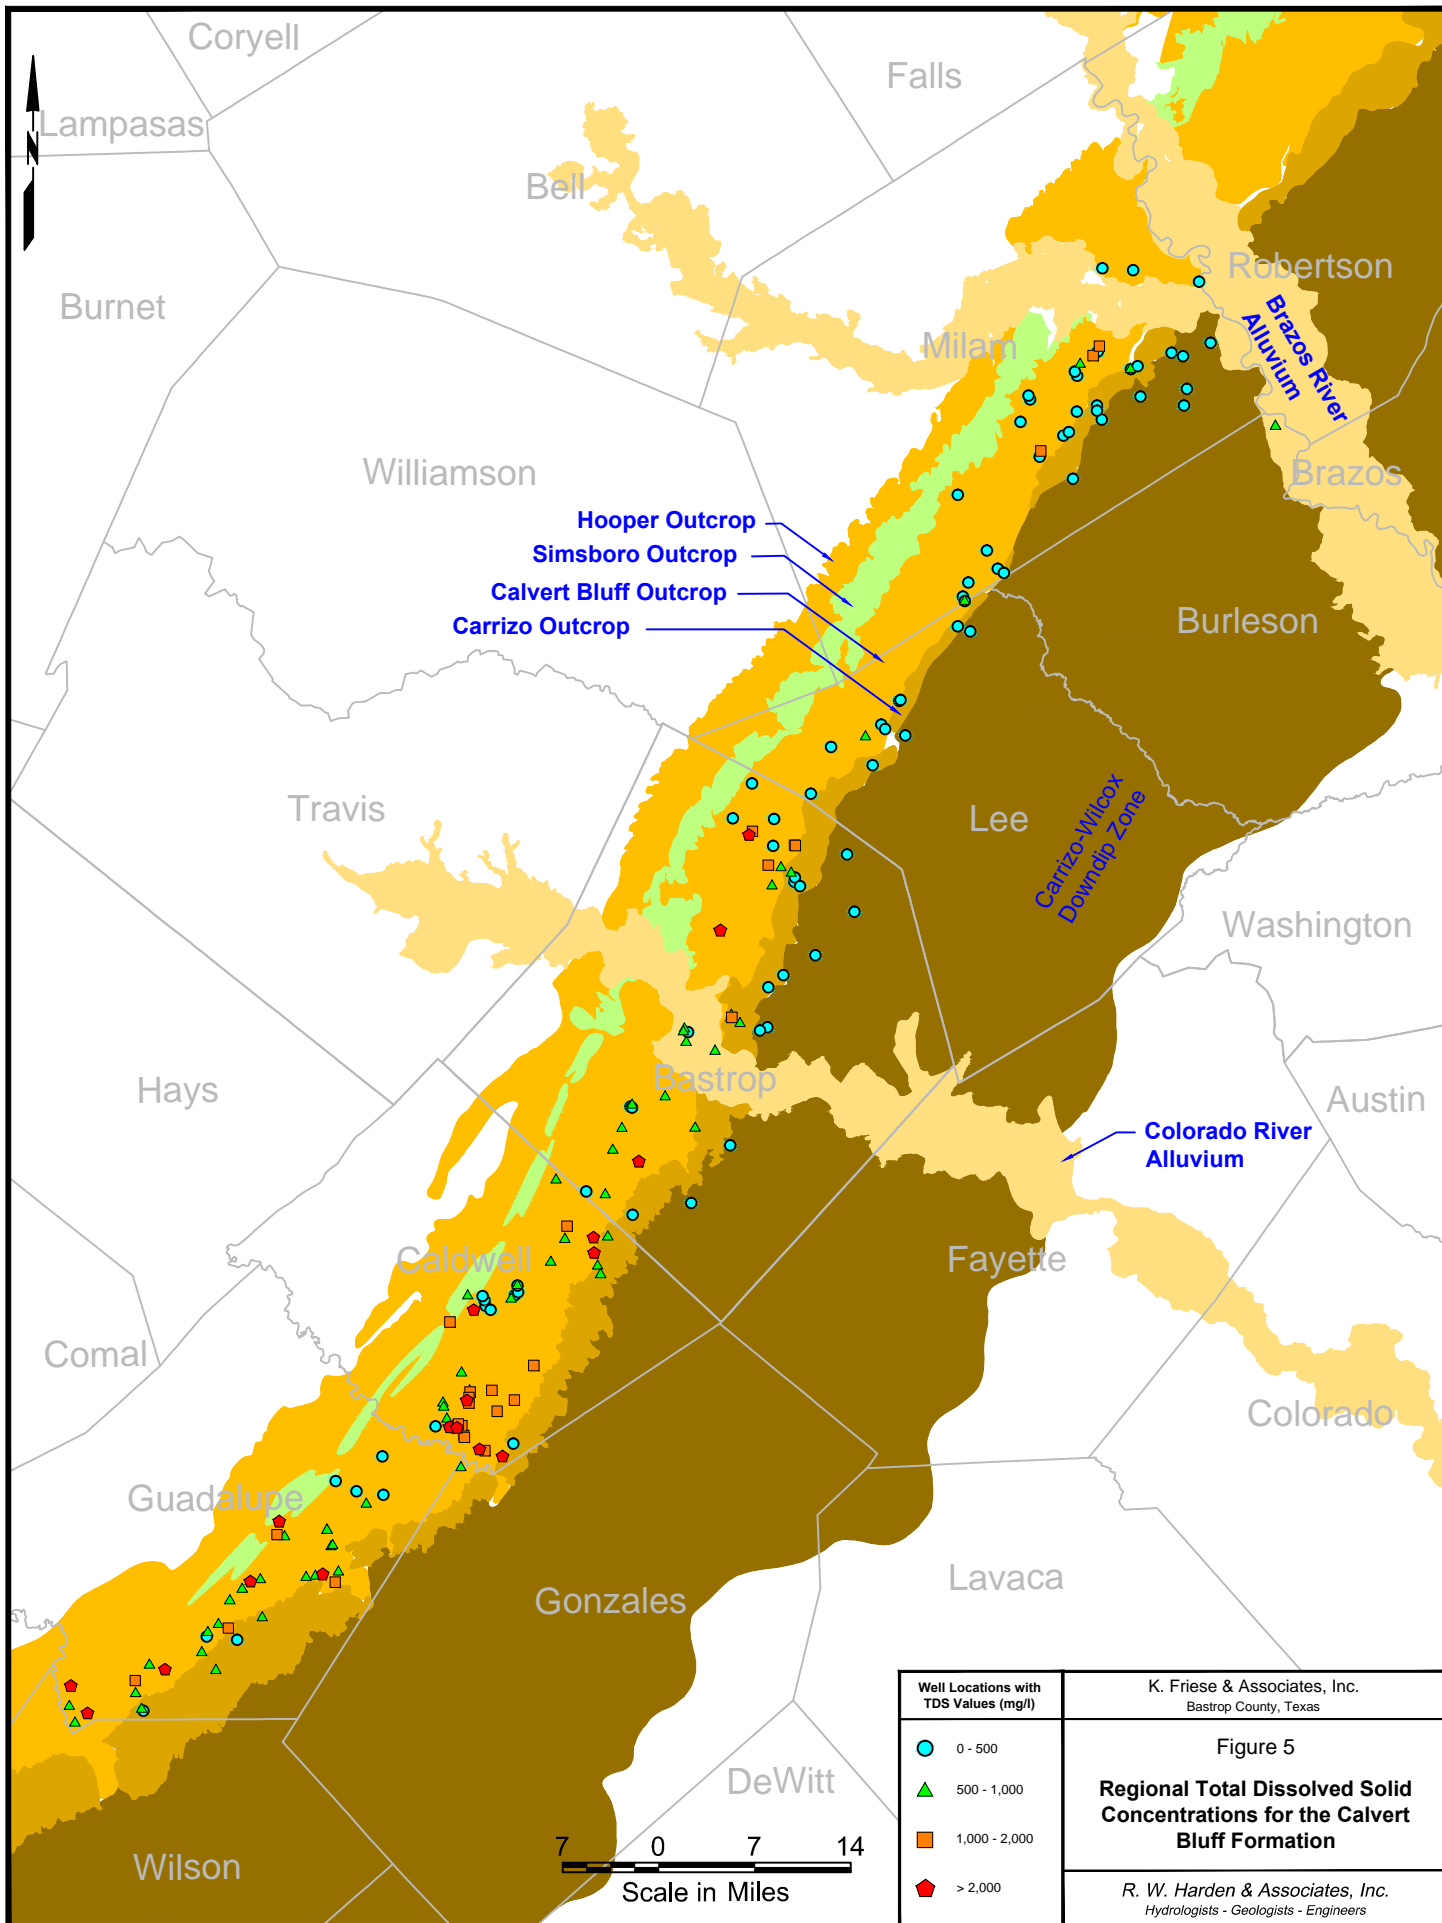 Coryell
Falls
Lampasas
N
Bell
Robertson
Burnet
Brazos River
Alluvium
Milam
Williamson
Brazos
Hooper Outcrop
Simsboro Outcrop
Calvert Bluff Outcrop
Carrizo Outcrop
Burleson
Travis
Lee
Carrizo-Wilcox
Downdip Zone
Washington
Hays
Bastrop
Austin
Colorado River
Alluvium
Caldwell
Fayette
Comal
Colorado
Guadalupe
Lavaca
Gonzales
DeWitt
Wilson
7 0 7 14
Scale in Miles
Well Locations with
TDS Values (mg/l)
0 - 500
500 - 1,000
1,000 - 2,000
> 2,000
K. Friese & Associates, Inc.
Bastrop County, Texas
Figure 5
Regional Total Dissolved Solid
Concentrations for the Calvert
Bluff Formation
R. W. Harden & Associates, Inc.
Hydrologists - Geologists - Engineers